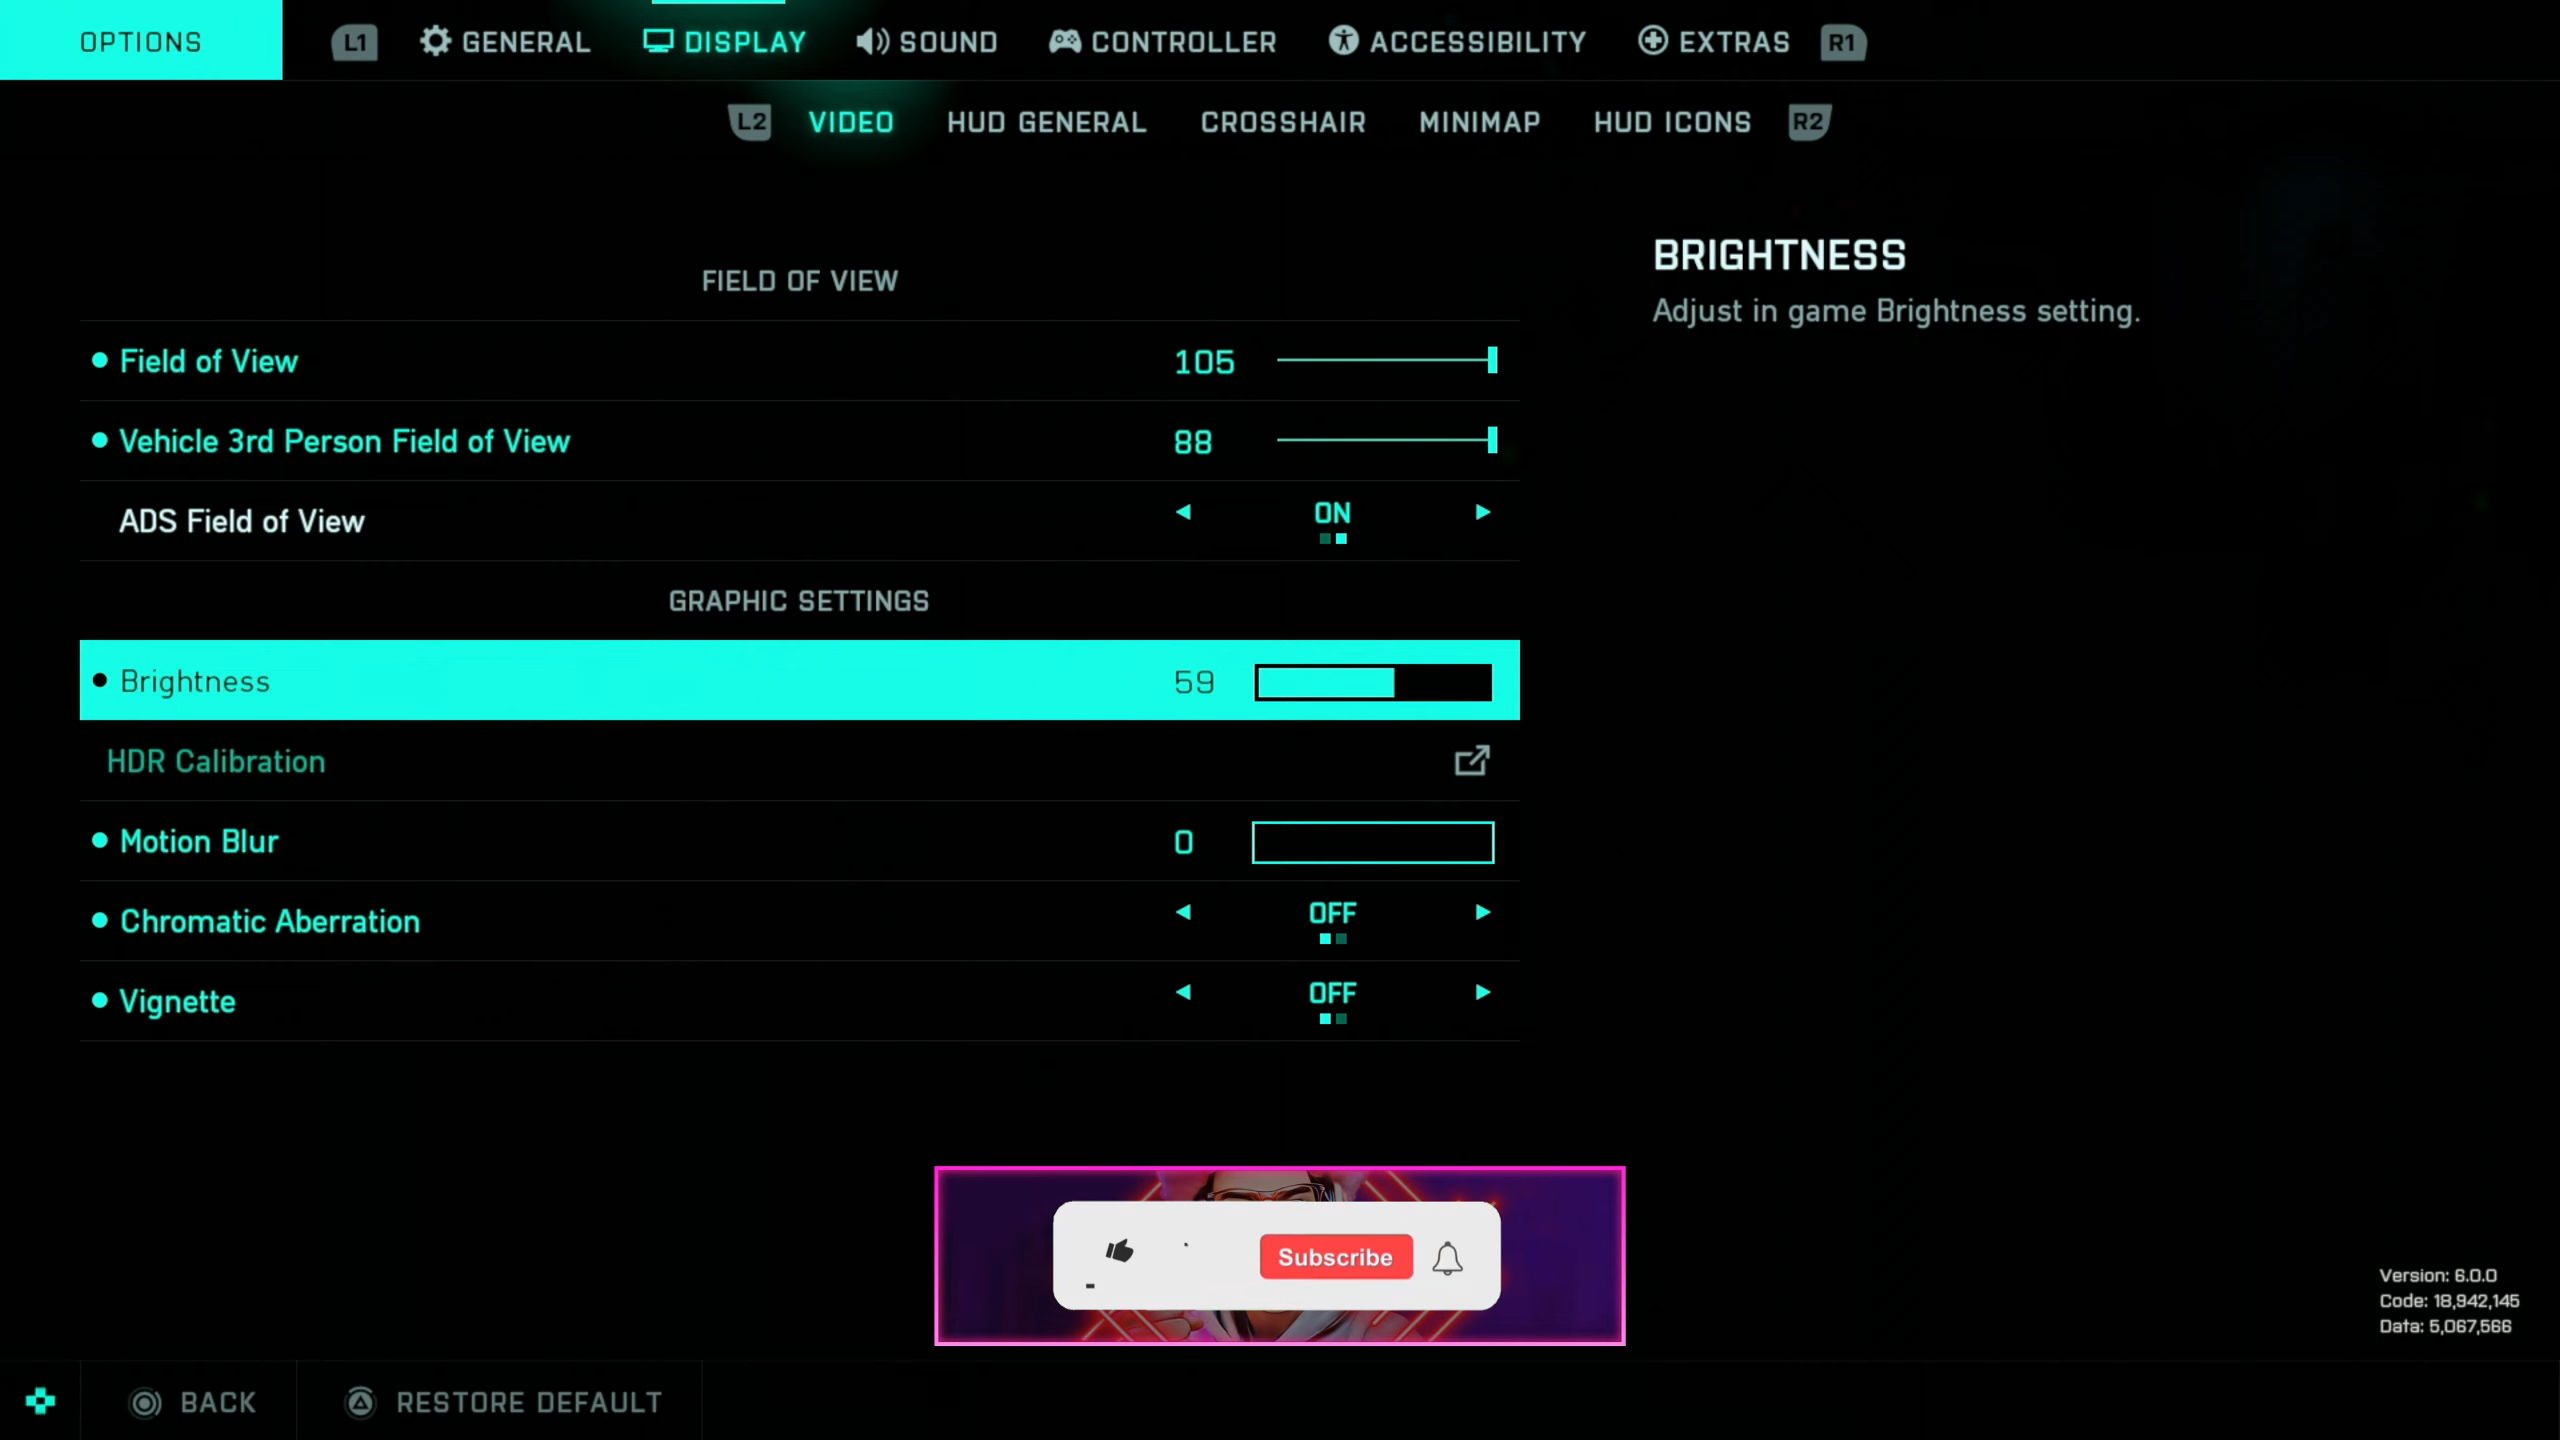 OPTIONS
L1 GENERAL DISPLAY SOUND CONTROLLER ACCESSIBILITY EXTRAS R1
L2 VIDEO HUD GENERAL CROSSHAIR MINIMAP HUD ICONS R2
FIELD OF VIEW
Field of View 105
Vehicle 3rd Person Field of View 88
ADS Field of View ON
GRAPHIC SETTINGS
Brightness 59
HDR Calibration
Motion Blur 0
Chromatic Aberration OFF
Vignette OFF
BRIGHTNESS
Adjust in game Brightness setting.
Subscribe
Version: 6.0.0
Code: 18,942,145
Data: 5,067,566
BACK RESTORE DEFAULT